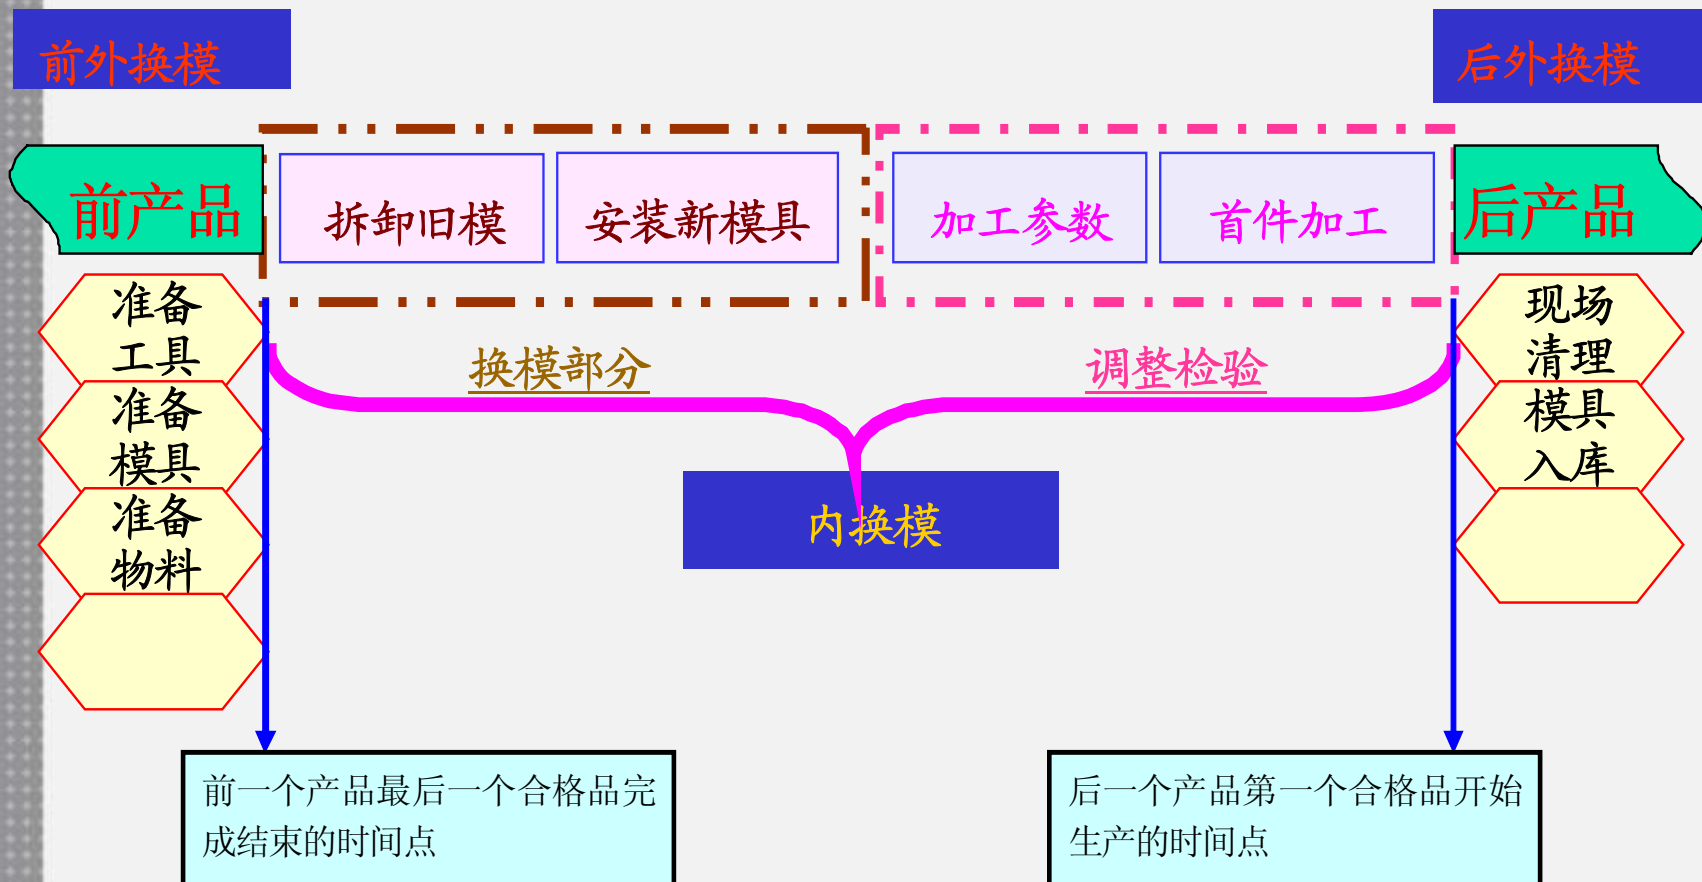 前外换模
后外换模
前产品
拆卸旧模
安装新模具
加工参数
首件加工
后产品
准备
工具
准备
模具
准备
物料
换模部分
调整检验
内换模
现场
清理
模具
入库
前一个产品最后一个合格品完
成结束的时间点
后一个产品第一个合格品开始
生产的时间点